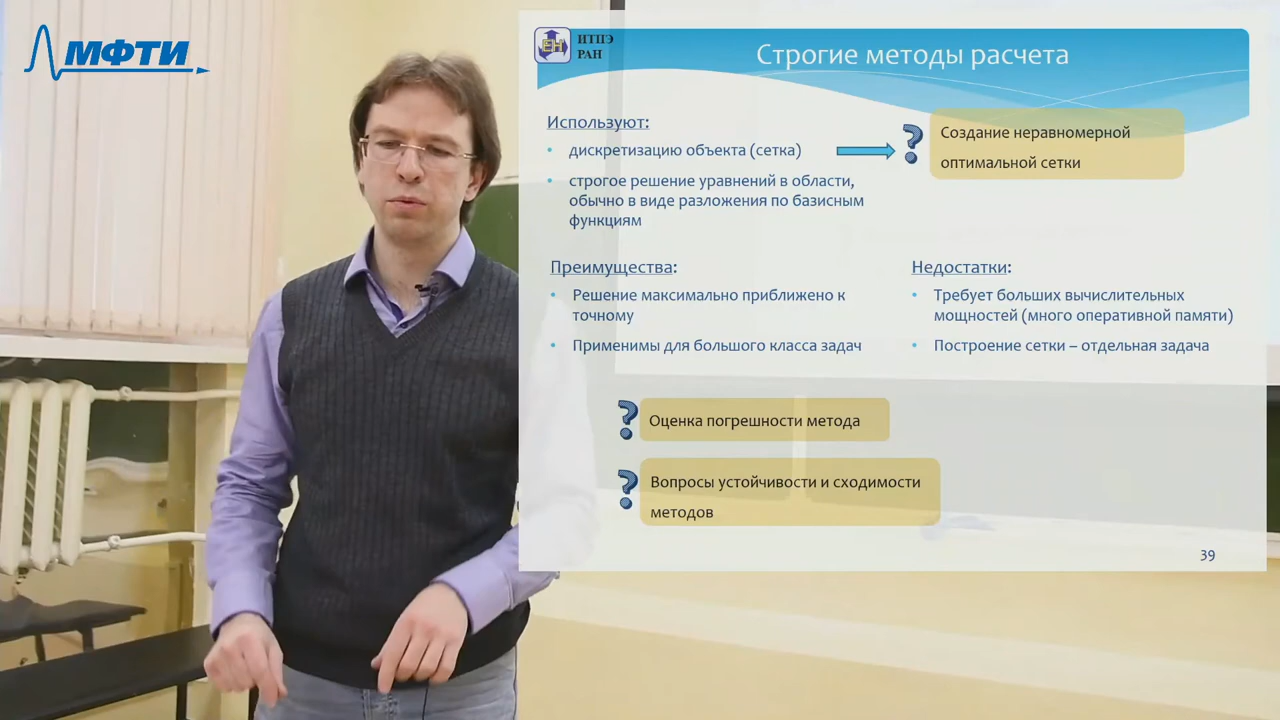 МФТИ
ИТПЭ
РАН
Строгие методы расчета
Используют:
• дискретизацию объекта (сетка)
• строгое решение уравнений в области,
обычно в виде разложения по базисным
функциям
?
Создание неравномерной
оптимальной сетки
Преимущества:
• Решение максимально приближено к
точному
• Применимы для большого класса задач
Недостатки:
• Требует больших вычислительных
мощностей (много оперативной памяти)
• Построение сетки – отдельная задача
?
Оценка погрешности метода
?
Вопросы устойчивости и сходимости
методов
39